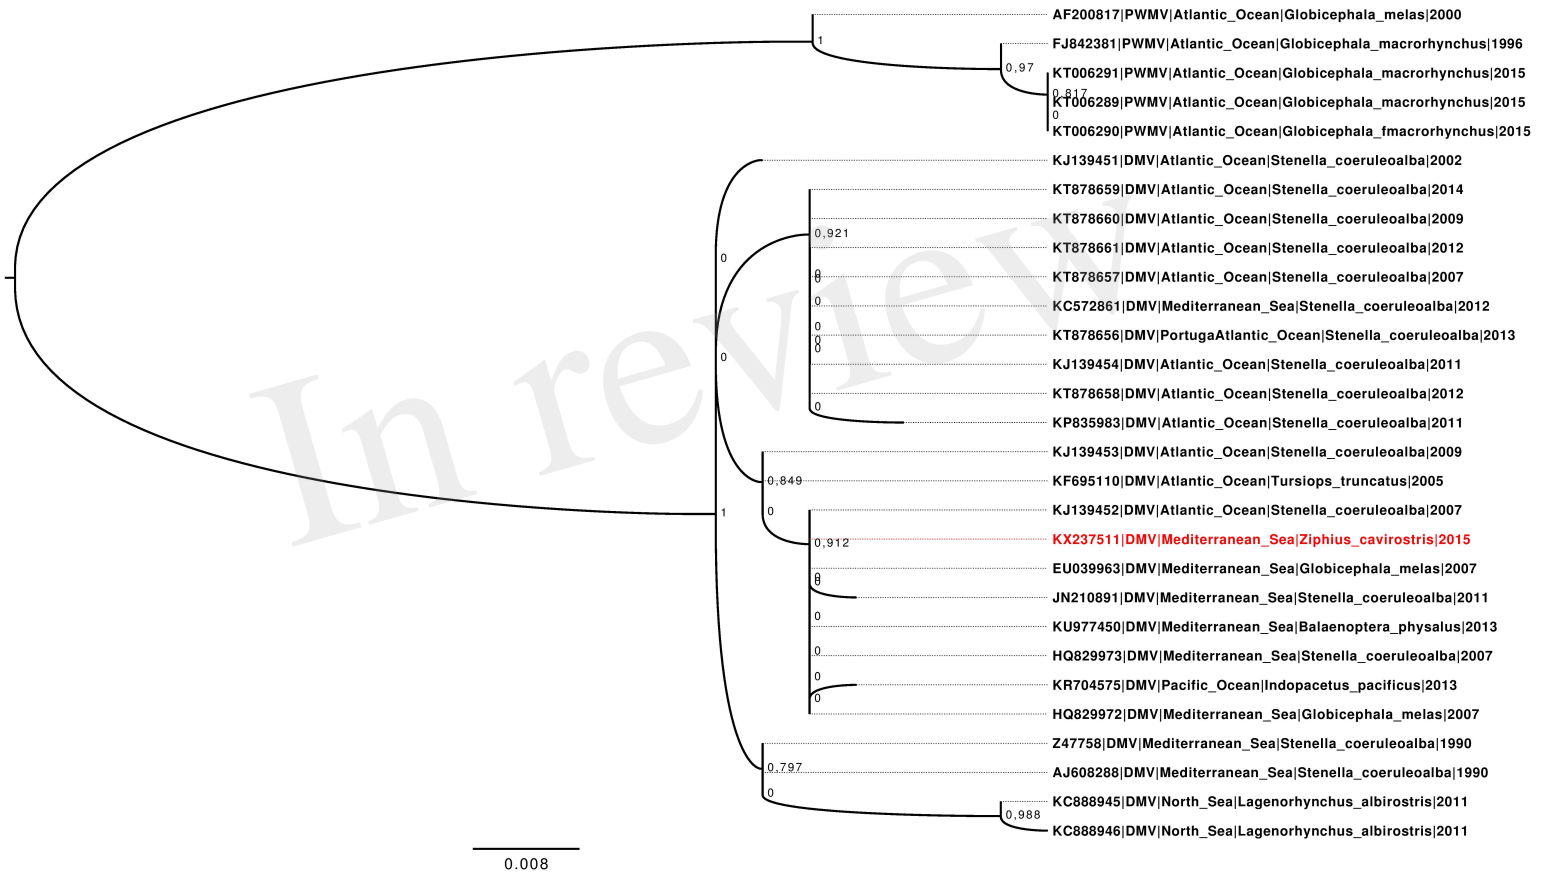 AF200817|PWMV|Atlantic_Ocean|Globicephala_melas|2000
1
FJ842381|PWMV|Atlantic_Ocean|Globicephala_macrorhynchus|1996
0,97
KT006291|PWMV|Atlantic_Ocean|Globicephala_macrorhynchus|2015
0,817
KT006289|PWMV|Atlantic_Ocean|Globicephala_macrorhynchus|2015
0
KT006290|PWMV|Atlantic_Ocean|Globicephala_fmacrorhynchus|2015
KJ139451|DMV|Atlantic_Ocean|Stenella_coeruleoalba|2002
KT878659|DMV|Atlantic_Ocean|Stenella_coeruleoalba|2014
KT878660|DMV|Atlantic_Ocean|Stenella_coeruleoalba|2009
0,921
KT878661|DMV|Atlantic_Ocean|Stenella_coeruleoalba|2012
0
0
0
KT878657|DMV|Atlantic_Ocean|Stenella_coeruleoalba|2007
0
KC572861|DMV|Mediterranean_Sea|Stenella_coeruleoalba|2012
0
KT878656|DMV|PortugaAtlantic_Ocean|Stenella_coeruleoalba|2013
0
0
0
KJ139454|DMV|Atlantic_Ocean|Stenella_coeruleoalba|2011
KT878658|DMV|Atlantic_Ocean|Stenella_coeruleoalba|2012
0
KP835983|DMV|Atlantic_Ocean|Stenella_coeruleoalba|2011
KJ139453|DMV|Atlantic_Ocean|Stenella_coeruleoalba|2009
0,849
KF695110|DMV|Atlantic_Ocean|Tursiops_truncatus|2005
0
KJ139452|DMV|Atlantic_Ocean|Stenella_coeruleoalba|2007
1
KX237511|DMV|Mediterranean_Sea|Ziphius_cavirostris|2015
0,912
EU039963|DMV|Mediterranean_Sea|Globicephala_melas|2007
0
0
JN210891|DMV|Mediterranean_Sea|Stenella_coeruleoalba|2011
0
KU977450|DMV|Mediterranean_Sea|Balaenoptera_physalus|2013
0
HQ829973|DMV|Mediterranean_Sea|Stenella_coeruleoalba|2007
0
KR704575|DMV|Pacific_Ocean|Indopacetus_pacificus|2013
0
HQ829972|DMV|Mediterranean_Sea|Globicephala_melas|2007
Z47758|DMV|Mediterranean_Sea|Stenella_coeruleoalba|1990
0,797
AJ608288|DMV|Mediterranean_Sea|Stenella_coeruleoalba|1990
0
KC888945|DMV|North_Sea|Lagenorhynchus_albirostris|2011
0,988
KC888946|DMV|North_Sea|Lagenorhynchus_albirostris|2011
0.008
In review